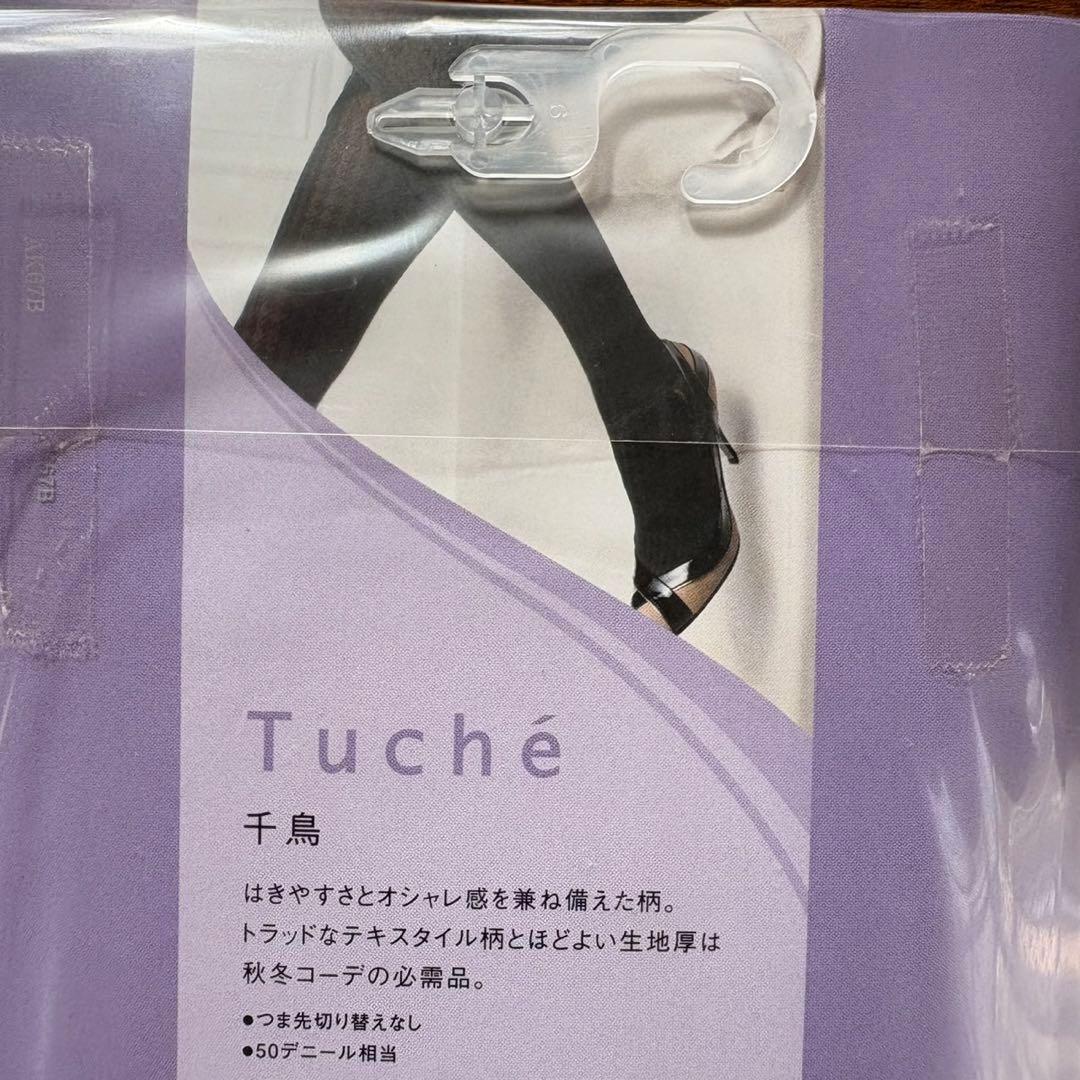 6
AK67B
67B
Tuché
千鳥
はきやすさとオシャレ感を兼ね備えた柄。
トラッドなテキスタイル柄とほどよい生地厚は
秋冬コーデの必需品。
●つま先切り替えなし
●50デニール相当